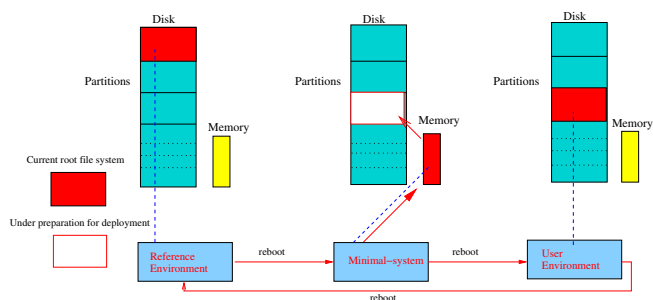 Disk
Disk
Disk
Partitions
Partitions
Partitions
Memory
Memory
Memory
Current root file system
Under preparation for deployment
Reference
Environment
reboot
Minimal-system
reboot
User
Environment
reboot